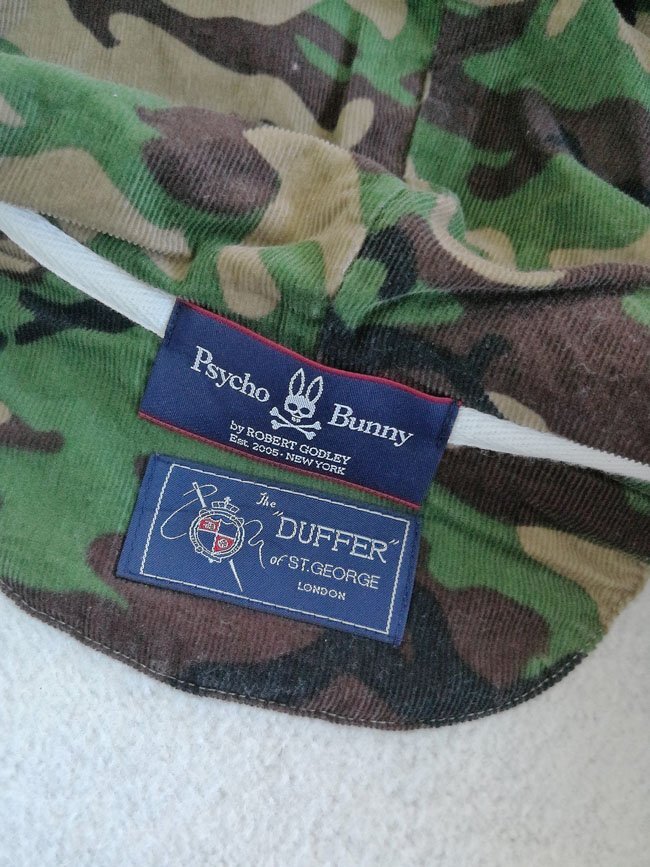 Psycho Bunny
by ROBERT GODLEY
Est. 2005 · NEW YORK
The
"DUFFER"
of ST.GEORGE
LONDON